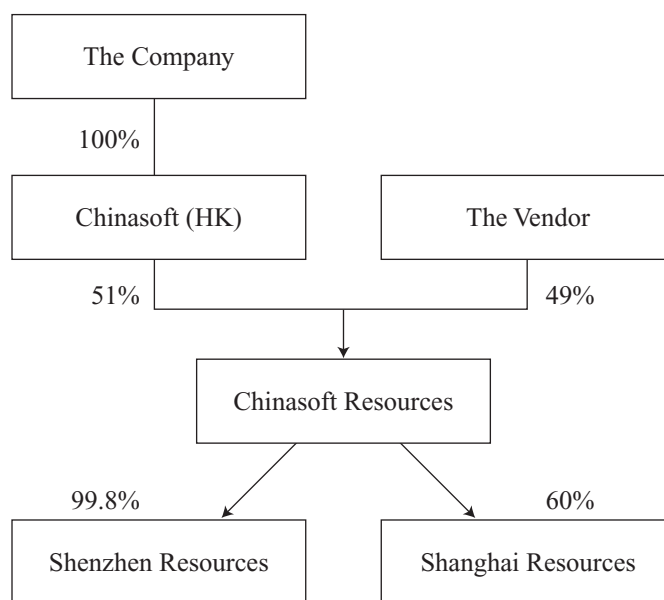 The Company
100%
Chinasoft (HK)
The Vendor
51%
49%
Chinasoft Resources
99.8%
60%
Shenzhen Resources
Shanghai Resources